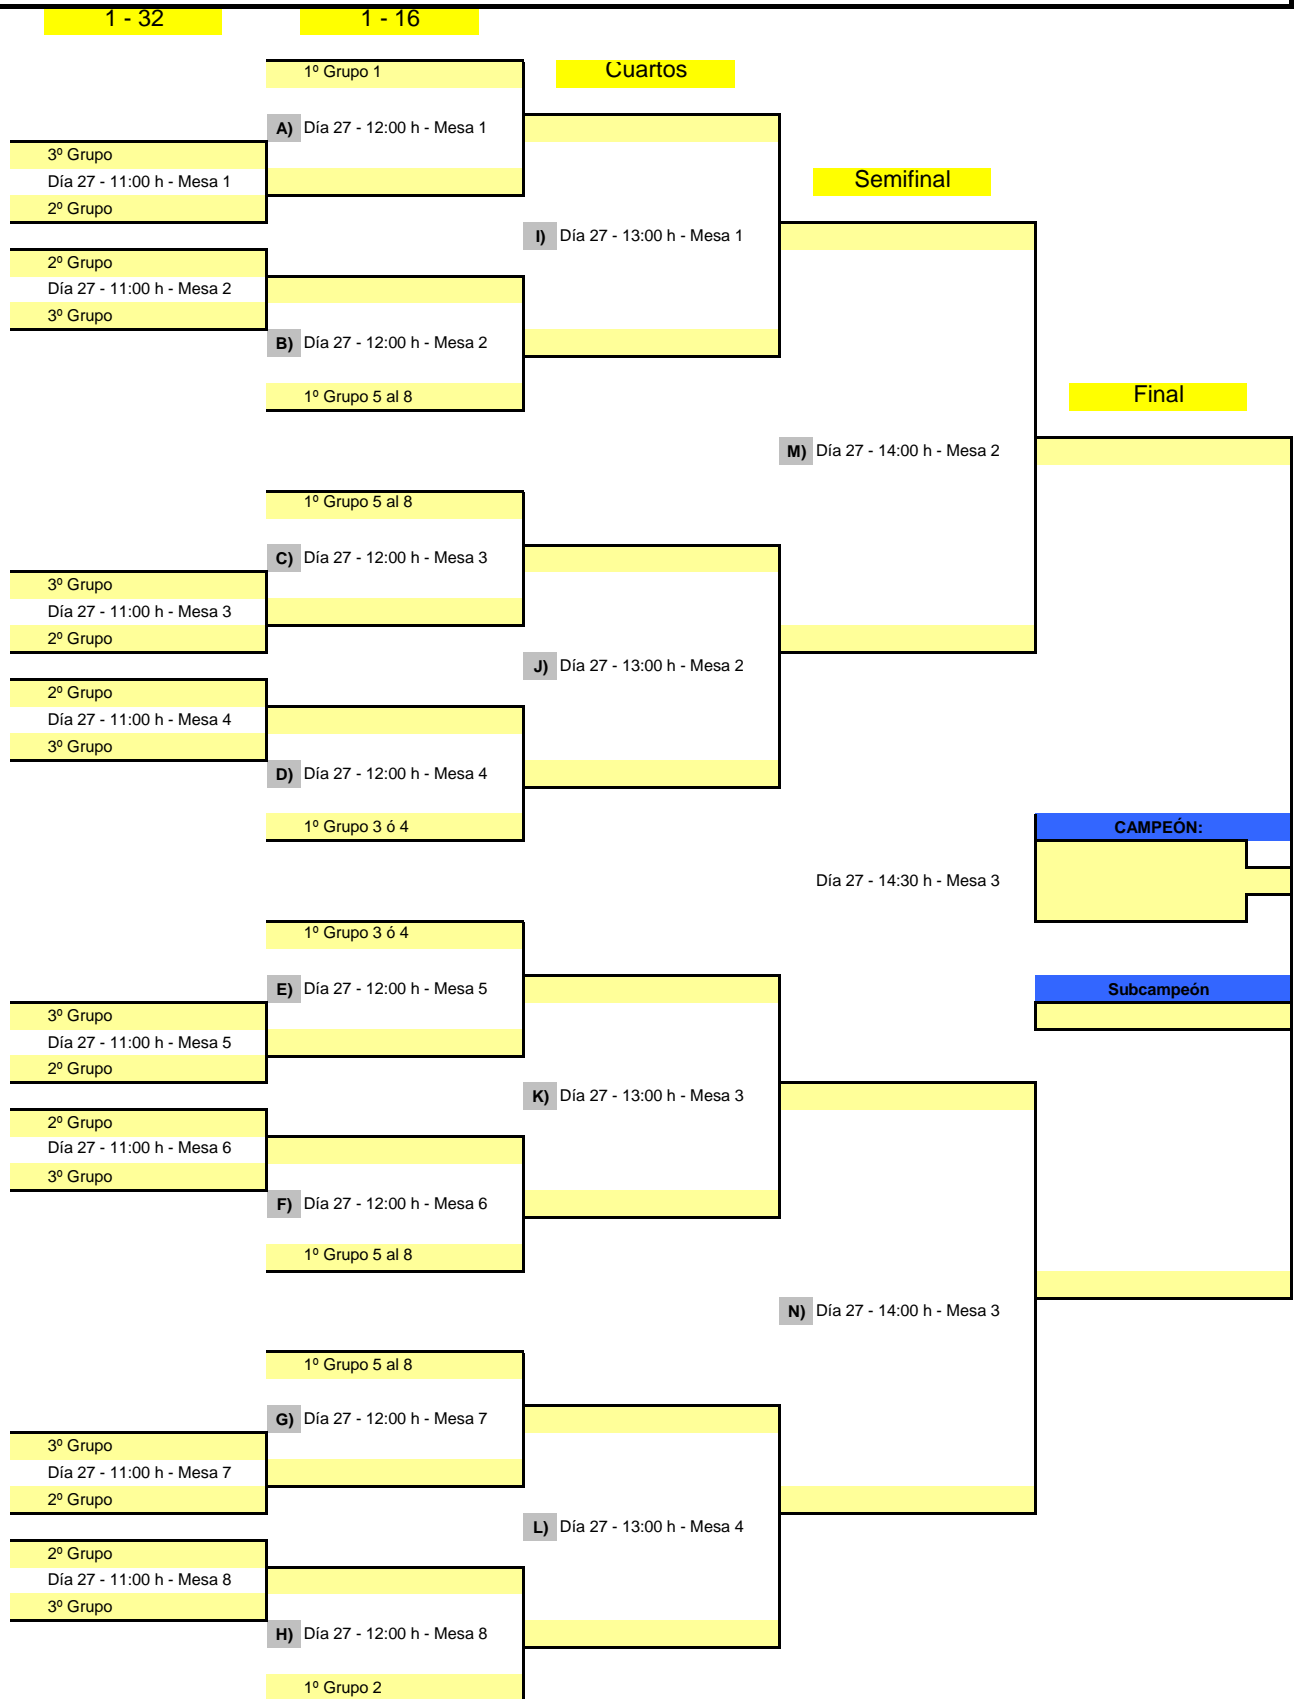 1 - 32
1 - 16
1º Grupo 1
Cuartos
A) Día 27 - 12:00 h - Mesa 1
3º Grupo
Día 27 - 11:00 h - Mesa 1
Semifinal
2º Grupo
I) Día 27 - 13:00 h - Mesa 1
2º Grupo
Día 27 - 11:00 h - Mesa 2
3º Grupo
B) Día 27 - 12:00 h - Mesa 2
1º Grupo 5 al 8
Final
M) Día 27 - 14:00 h - Mesa 2
1º Grupo 5 al 8
C) Día 27 - 12:00 h - Mesa 3
3º Grupo
Día 27 - 11:00 h - Mesa 3
2º Grupo
J) Día 27 - 13:00 h - Mesa 2
2º Grupo
Día 27 - 11:00 h - Mesa 4
3º Grupo
D) Día 27 - 12:00 h - Mesa 4
1º Grupo 3 ó 4
CAMPEÓN:
Día 27 - 14:30 h - Mesa 3
1º Grupo 3 ó 4
E) Día 27 - 12:00 h - Mesa 5
Subcampeón
3º Grupo
Día 27 - 11:00 h - Mesa 5
2º Grupo
K) Día 27 - 13:00 h - Mesa 3
2º Grupo
Día 27 - 11:00 h - Mesa 6
3º Grupo
F) Día 27 - 12:00 h - Mesa 6
1º Grupo 5 al 8
N) Día 27 - 14:00 h - Mesa 3
1º Grupo 5 al 8
G) Día 27 - 12:00 h - Mesa 7
3º Grupo
Día 27 - 11:00 h - Mesa 7
2º Grupo
L) Día 27 - 13:00 h - Mesa 4
2º Grupo
Día 27 - 11:00 h - Mesa 8
3º Grupo
H) Día 27 - 12:00 h - Mesa 8
1º Grupo 2